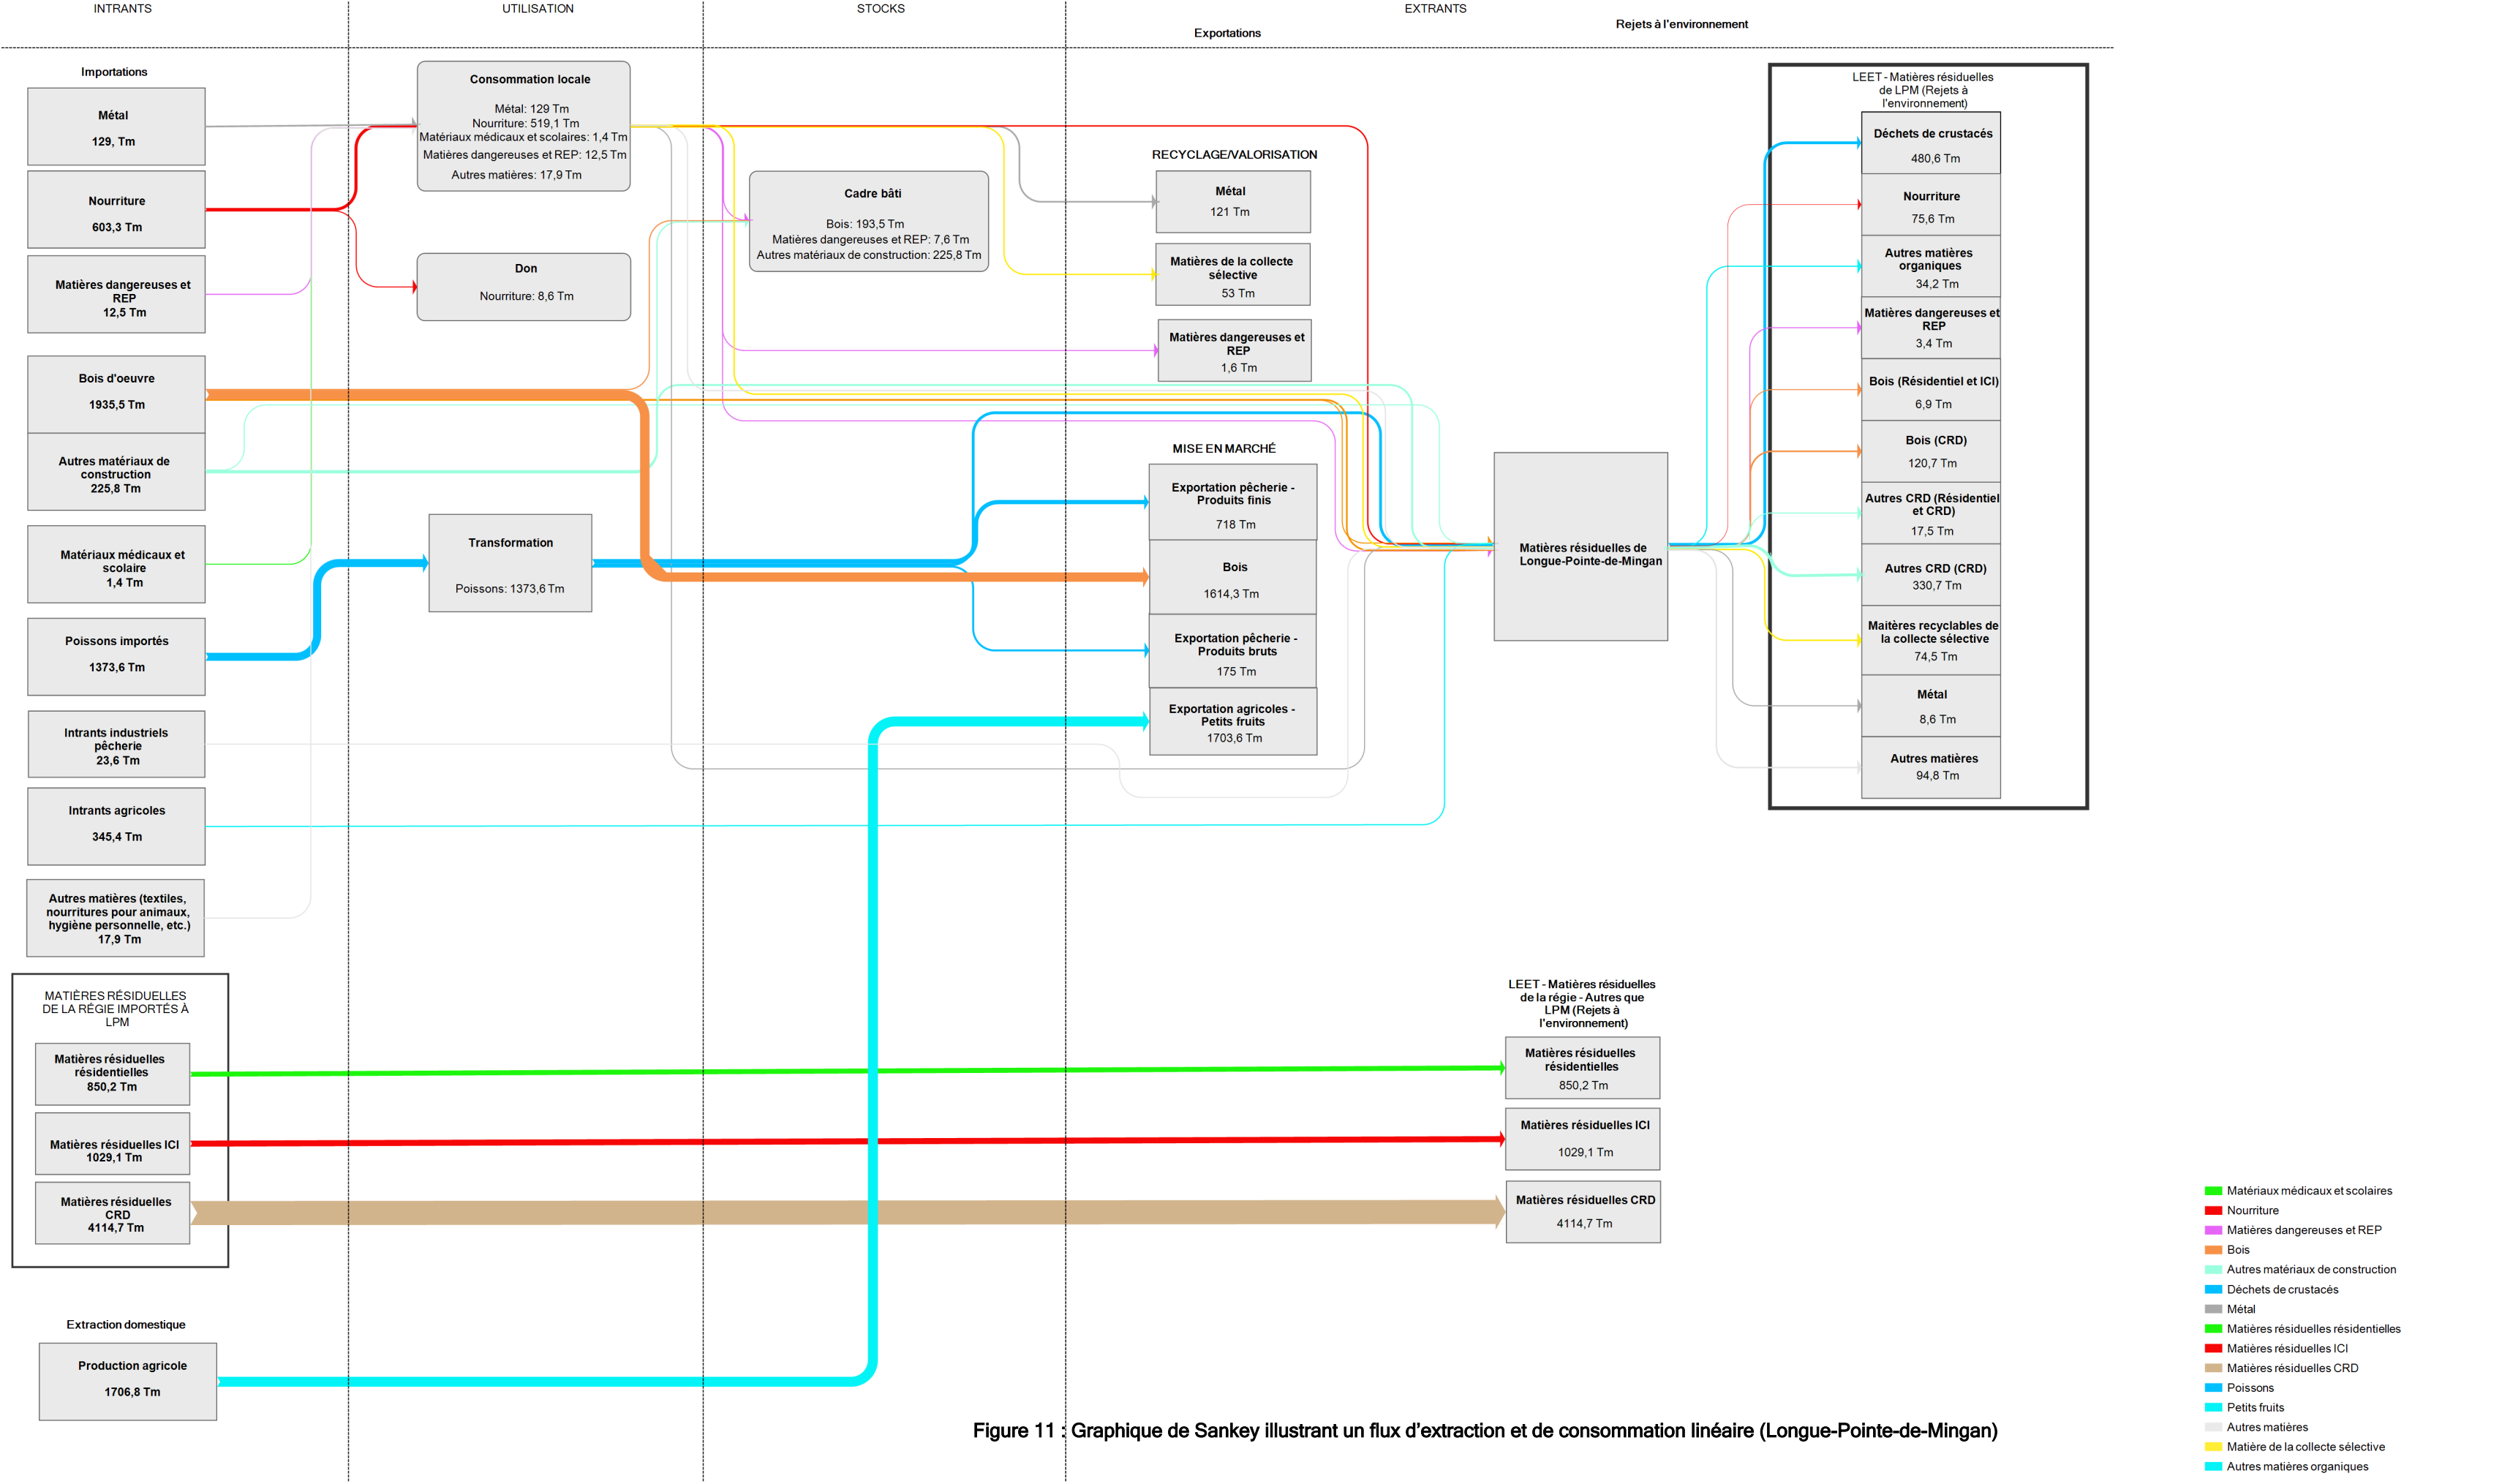 INTRANTS
UTILISATION
STOCKS
EXTRANTS
Exportations
Rejets à l'environnement
Importations
Métal
129, Tm
Nourriture
603,3 Tm
Matières dangereuses et
REP
12,5 Tm
Bois d'oeuvre
1935,5 Tm
Autres matériaux de
construction
225,8 Tm
Matériaux médicaux et
scolaire
1,4 Tm
Poissons importés
1373,6 Tm
Intrants industriels
pêcherie
23,6 Tm
Intrants agricoles
345,4 Tm
Autres matières (textiles,
nourritures pour animaux,
hygiène personnelle, etc.)
17,9 Tm
MATIÈRES RÉSIDUELLES
DE LA RÉGIE IMPORTÉS À
LPM
Matières résiduelles
résidentielles
850,2 Tm
Matières résiduelles ICI
1029,1 Tm
Matières résiduelles
CRD
4114,7 Tm
Extraction domestique
Production agricole
1706,8 Tm
Consommation locale
Métal: 129 Tm
Nourriture: 519,1 Tm
Matériaux médicaux et scolaires: 1,4 Tm
Matières dangereuses et REP: 12,5 Tm
Autres matières: 17,9 Tm
Don
Nourriture: 8,6 Tm
Transformation
Poissons: 1373,6 Tm
Cadre bâti
Bois: 193,5 Tm
Matières dangereuses et REP: 7,6 Tm
Autres matériaux de construction: 225,8 Tm
RECYCLAGE/VALORISATION
Métal
121 Tm
Matières de la collecte
sélective
53 Tm
Matières dangereuses et
REP
1,6 Tm
MISE EN MARCHÉ
Exportation pêcherie -
Produits finis
718 Tm
Bois
1614,3 Tm
Exportation pêcherie -
Produits bruts
175 Tm
Exportation agricoles -
Petits fruits
1703,6 Tm
Matières résiduelles de
Longue-Pointe-de-Mingan
LEET - Matières résiduelles
de LPM (Rejets à
l'environnement)
Déchets de crustacés
480,6 Tm
Nourriture
75,6 Tm
Autres matières
organiques
34,2 Tm
Matières dangereuses et
REP
3,4 Tm
Bois (Résidentiel et ICI)
6,9 Tm
Bois (CRD)
120,7 Tm
Autres CRD (Résidentiel
et CRD)
17,5 Tm
Autres CRD (CRD)
330,7 Tm
Maitères recyclables de
la collecte sélective
74,5 Tm
Métal
8,6 Tm
Autres matières
94,8 Tm
LEET - Matières résiduelles
de la régie - Autres que
LPM (Rejets à
l'environnement)
Matières résiduelles
résidentielles
850,2 Tm
Matières résiduelles ICI
1029,1 Tm
Matières résiduelles CRD
4114,7 Tm
Matériaux médicaux et scolaires
Nourriture
Matières dangereuses et REP
Bois
Autres matériaux de construction
Déchets de crustacés
Métal
Matières résiduelles résidentielles
Matières résiduelles ICI
Matières résiduelles CRD
Poissons
Petits fruits
Autres matières
Matière de la collecte sélective
Autres matières organiques
Figure 11 : Graphique de Sankey illustrant un flux d’extraction et de consommation linéaire (Longue-Pointe-de-Mingan)